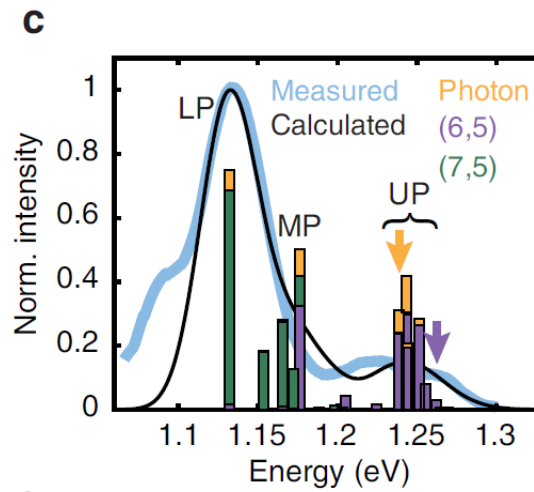 c
Norm. intensity
1
0.8
0.6
0.4
0.2
0
LP
MP
UP
Measured
Calculated
Photon
(6,5)
(7,5)
1.1 1.15 1.2 1.25 1.3
Energy (eV)